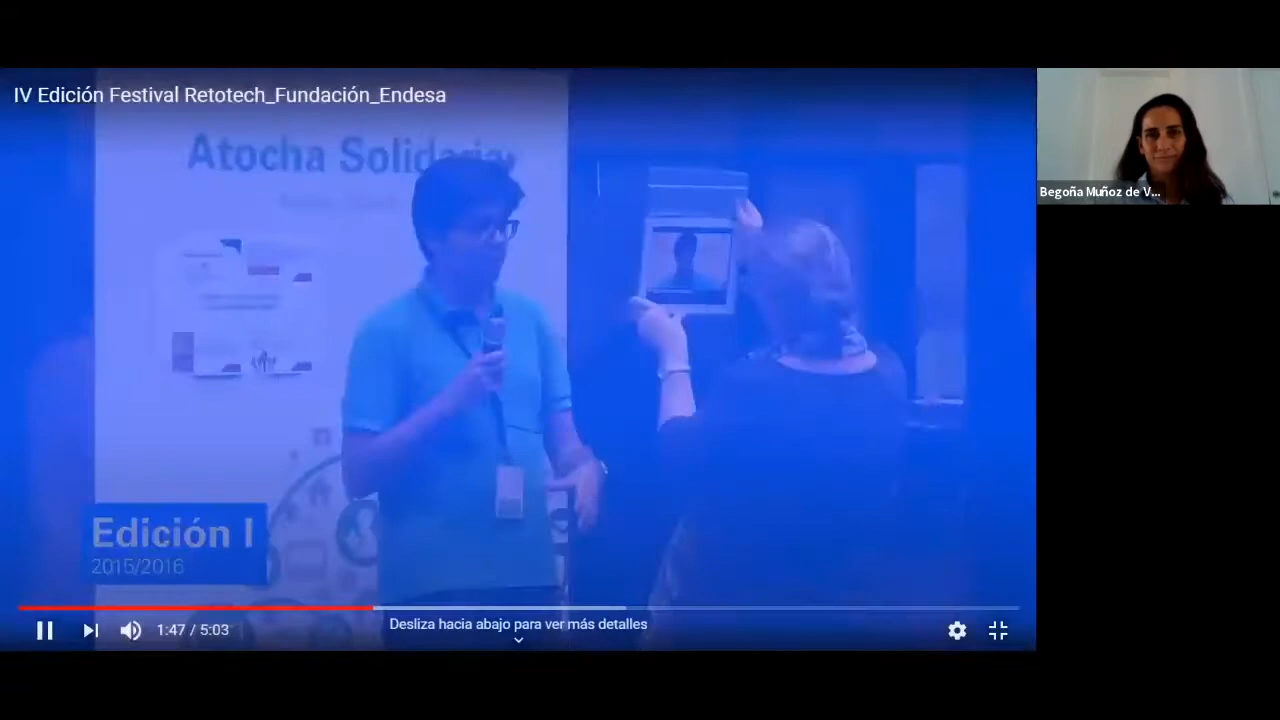 IV Edición Festival Retotech_Fundación_Endesa
Atocha Solidaria
Begoña Muñoz de V...
Edición I
2015/2016
1:47 / 5:03
Desliza hacia abajo para ver más detalles